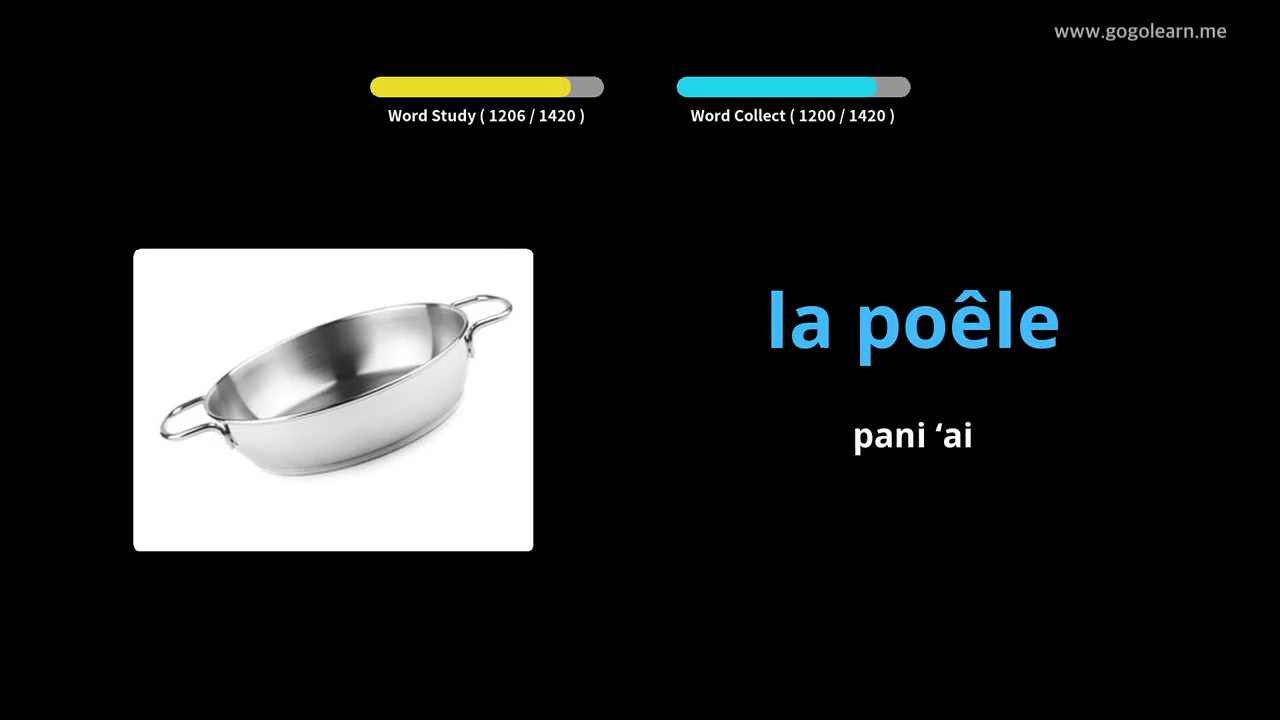 www.gogolearn.me
Word Study ( 1206 / 1420 )
Word Collect ( 1200 / 1420 )
la poêle
pani ‘ai